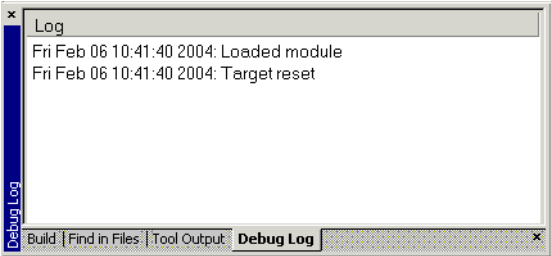 Log
Fri Feb 06 10:41:40 2004: Loaded module
Fri Feb 06 10:41:40 2004: Target reset
Debug Log
Build Find in Files Tool Output Debug Log